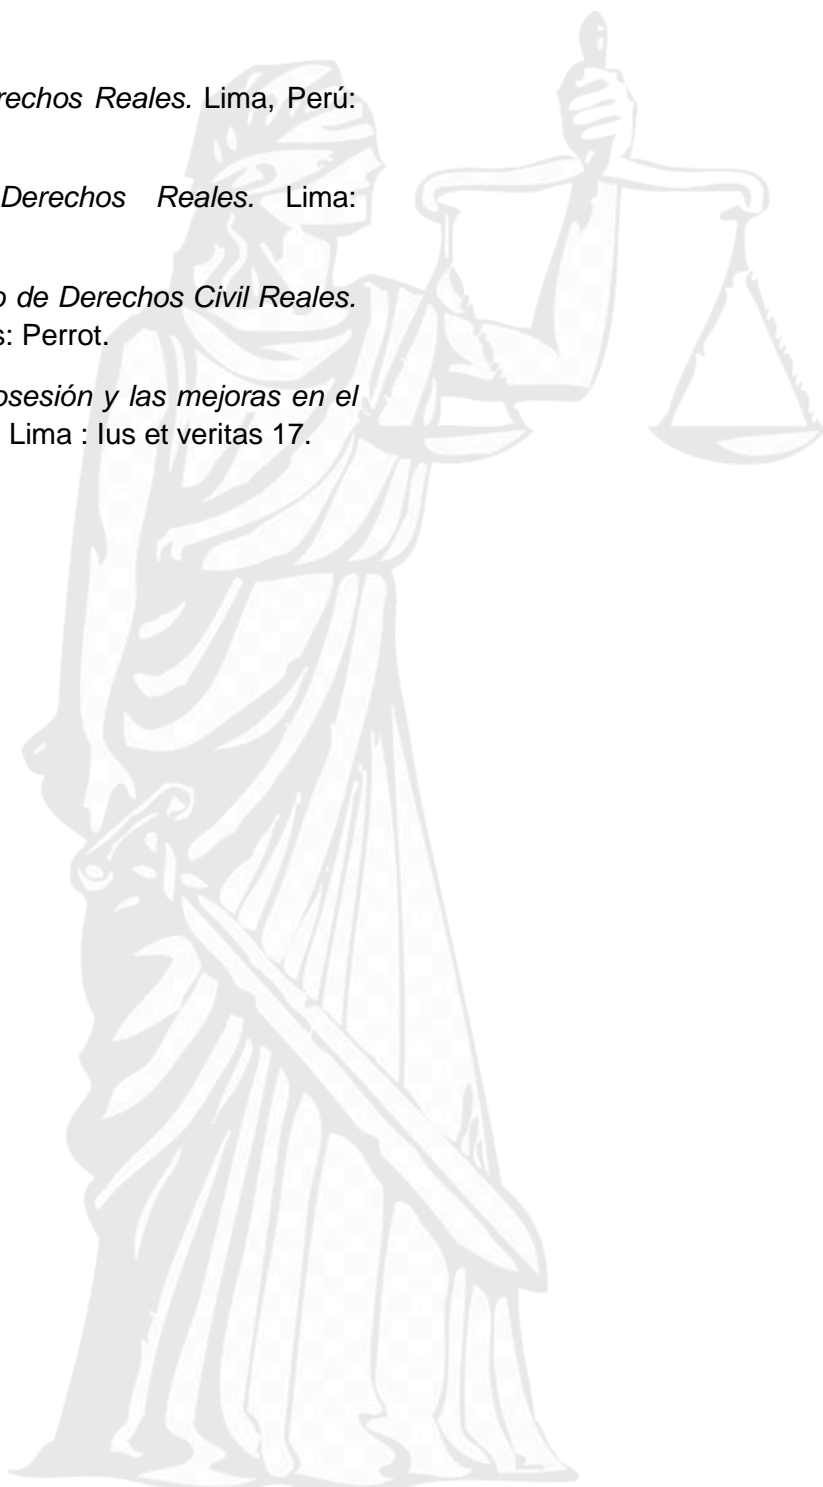 rechos Reales. Lima, Perú:
Derechos Reales. Lima:
o de Derechos Civil Reales.
s: Perrot.
osesión y las mejoras en el
Lima : Ius et veritas 17.